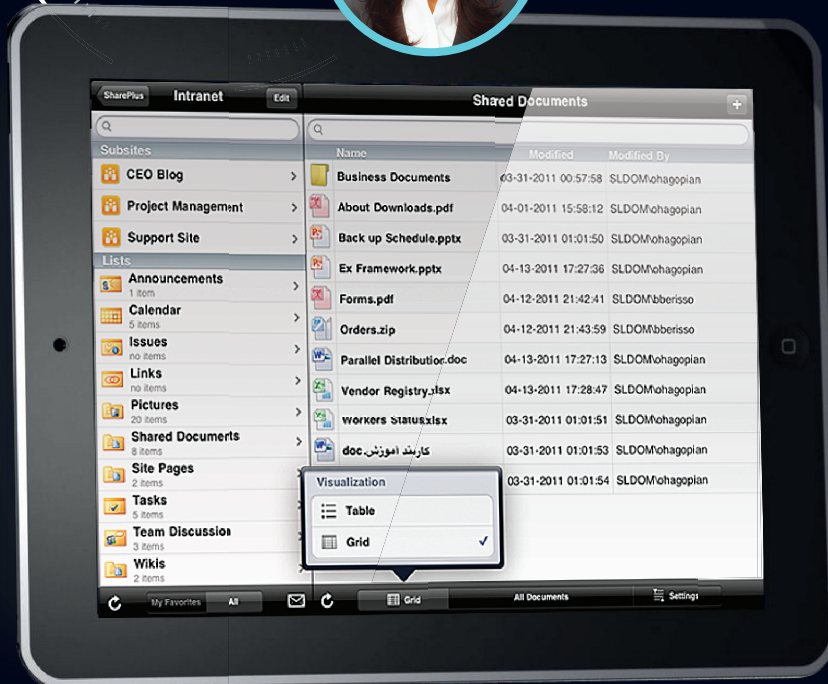 SharePlus Intranet Edit
Shared Documents +
Subsites
CEO Blog
Project Management
Support Site
Lists
Announcements
1 item
Calendar
5 items
Issues
no items
Links
no items
Pictures
20 items
Shared Documents
8 items
Site Pages
2 items
Tasks
5 items
Team Discussion
3 items
Wikis
2 items
My Favorites All
Name Modified Modified By
Business Documents 03-31-2011 00:57:58 SLDOM\ohagopian
About Downloads.pdf 04-01-2011 15:58:12 SLDOM\ohagopian
Back up Schedule.pptx 03-31-2011 01:01:50 SLDOM\ohagopian
Ex Framework.pptx 04-13-2011 17:27:36 SLDOM\ohagopian
Forms.pdf 04-12-2011 21:42:41 SLDOM\bberisso
Orders.zip 04-12-2011 21:43:59 SLDOM\bberisso
Parallel Distribution.doc 04-13-2011 17:27:13 SLDOM\ohagopian
Vendor Registry.xlsx 04-13-2011 17:28:47 SLDOM\ohagopian
Workers Status.xlsx 03-31-2011 01:01:51 SLDOM\ohagopian
کاربند آموزش.doc 03-31-2011 01:01:53 SLDOM\ohagopian
03-31-2011 01:01:54 SLDOM\ohagopian
Visualization
Table
Grid
Grid All Documents Settings